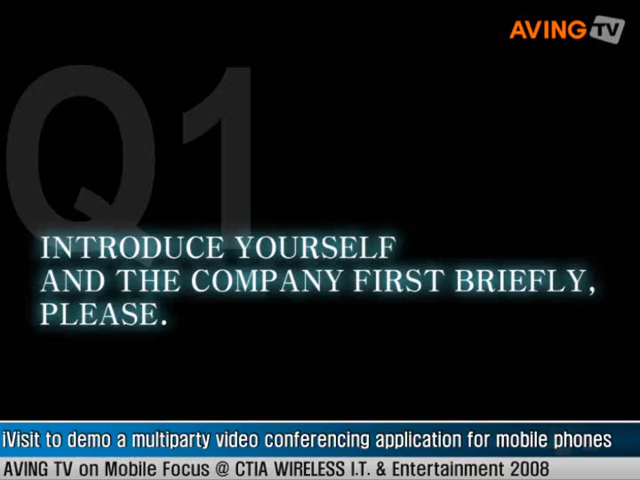 AVING TV
Q1
INTRODUCE YOURSELF
AND THE COMPANY FIRST BRIEFLY,
PLEASE.
iVisit to demo a multiparty video conferencing application for mobile phones
AVING TV on Mobile Focus @ CTIA WIRELESS I.T. & Entertainment 2008